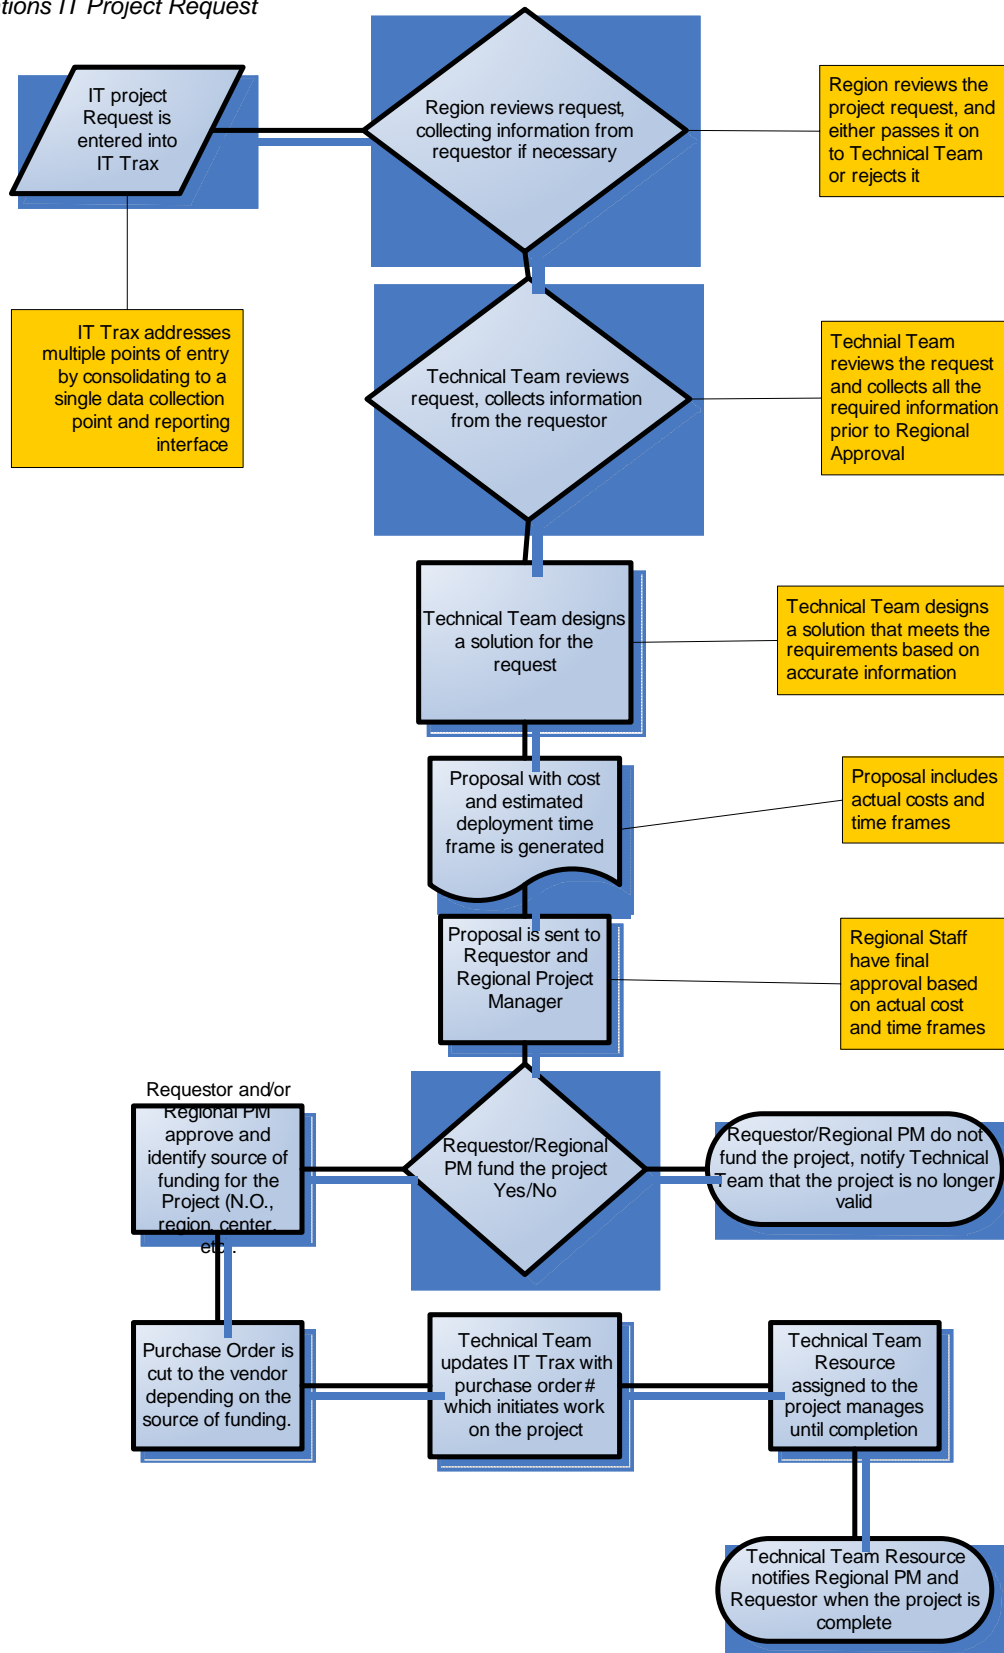 IT Project Request
IT project
Request is
entered into
IT Trax
Region reviews request,
collecting information from
requestor if necessary
Region reviews the
project request, and
either passes it on
to Technical Team
or rejects it
IT Trax addresses
multiple points of entry
by consolidating to a
single data collection
point and reporting
interface
Technical Team reviews
request, collects information
from the requestor
Technial Team
reviews the request
and collects all the
required information
prior to Regional
Approval
Technical Team designs
a solution for the
request
Technical Team designs
a solution that meets the
requirements based on
accurate information
Proposal with cost
and estimated
deployment time
frame is generated
Proposal includes
actual costs and
time frames
Proposal is sent to
Requestor and
Regional Project
Manager
Regional Staff
have final
approval based
on actual cost
and time frames
Requestor and/or
Regional PM
approve and
identify source of
funding for the
Project (N.O.,
region, center,
etc).
Requestor/Regional
PM fund the project
Yes/No
Requestor/Regional PM do not
fund the project, notify Technical
Team that the project is no longer
valid
Purchase Order is
cut to the vendor
depending on the
source of funding.
Technical Team
updates IT Trax with
purchase order #
which initiates work
on the project
Technical Team
Resource
assigned to the
project manages
until completion
Technical Team Resource
notifies Regional PM and
Requestor when the project is
complete